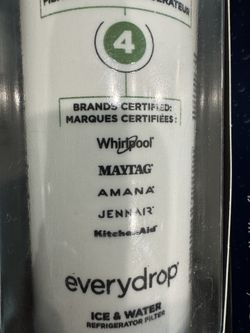 4
BRANDS CERTIFIED:
MARQUES CERTIFIÉES:
Whirlpool
MAYTAG
AMANA
JENNAIR
KitchenAid
everydrop
ICE & WATER
REFRIGERATOR FILTER